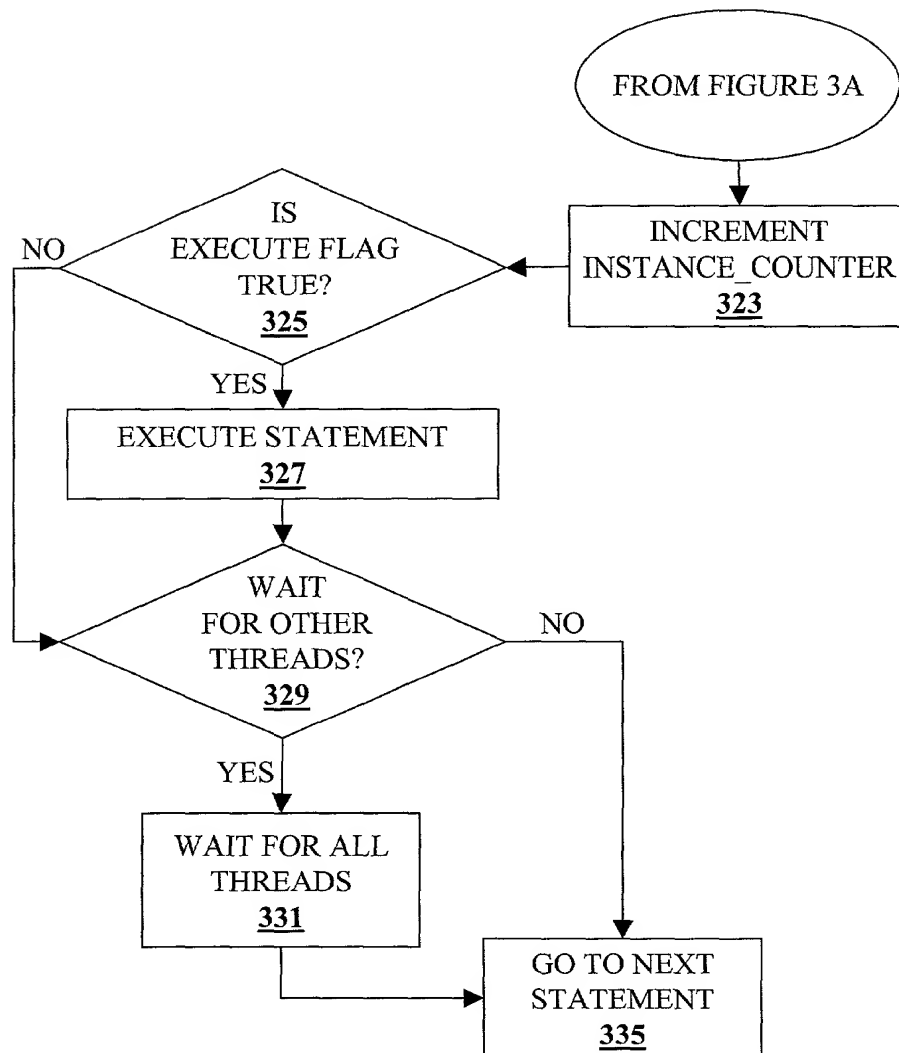 FROM FIGURE 3A
INCREMENT
INSTANCE_COUNTER
323
IS
EXECUTE FLAG
TRUE?
325
NO
YES
EXECUTE STATEMENT
327
WAIT
FOR OTHER
THREADS?
329
NO
YES
WAIT FOR ALL
THREADS
331
GO TO NEXT
STATEMENT
335